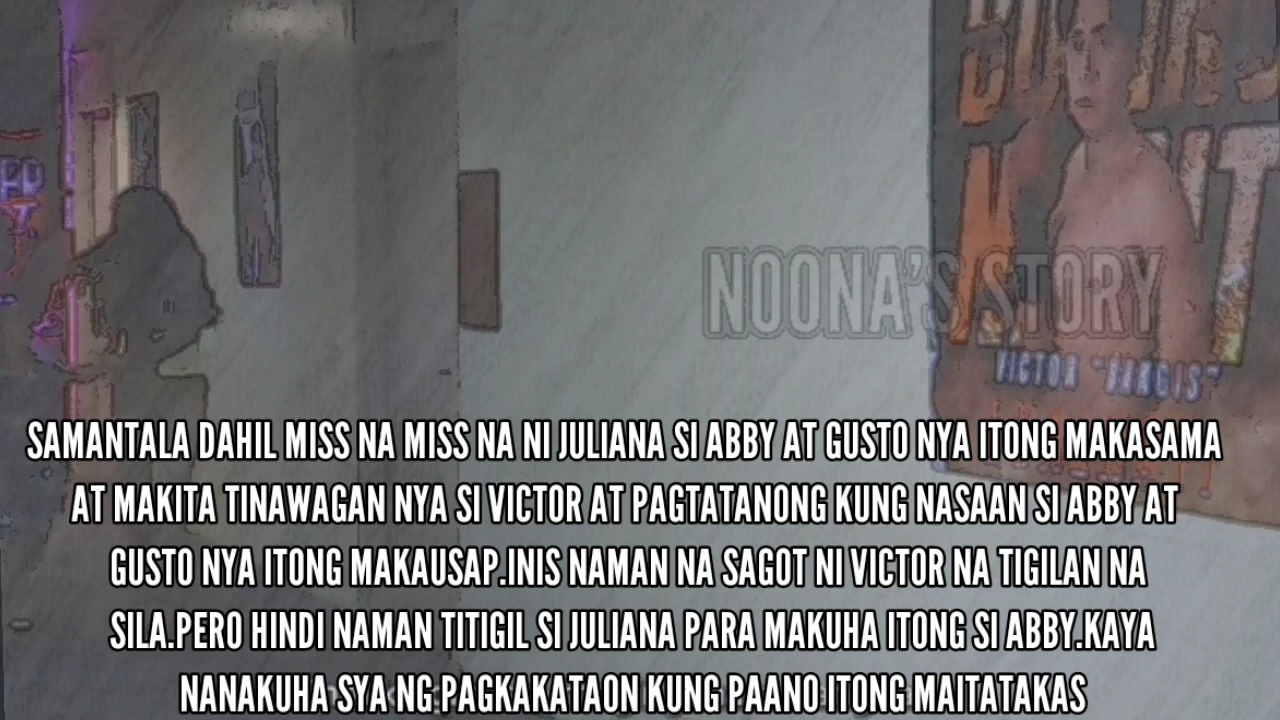 NOONA'S STORY
VICTOR
SAMANTALA DAHIL MISS NA MISS NA NI JULIANA SI ABBY AT GUSTO NYA ITONG MAKASAMA
AT MAKITA TINAWAGAN NYA SI VICTOR AT PAGTATANONG KUNG NASAAN SI ABBY AT
GUSTO NYA ITONG MAKAUSAP.INIS NAMAN NA SAGOT NI VICTOR NA TIGILAN NA
SILA.PERO HINDI NAMAN TITIGIL SI JULIANA PARA MAKUHA ITONG SI ABBY.KAYA
NANAKUHA SYA NG PAGKAKATAON KUNG PAANO ITONG MAITATAKAS